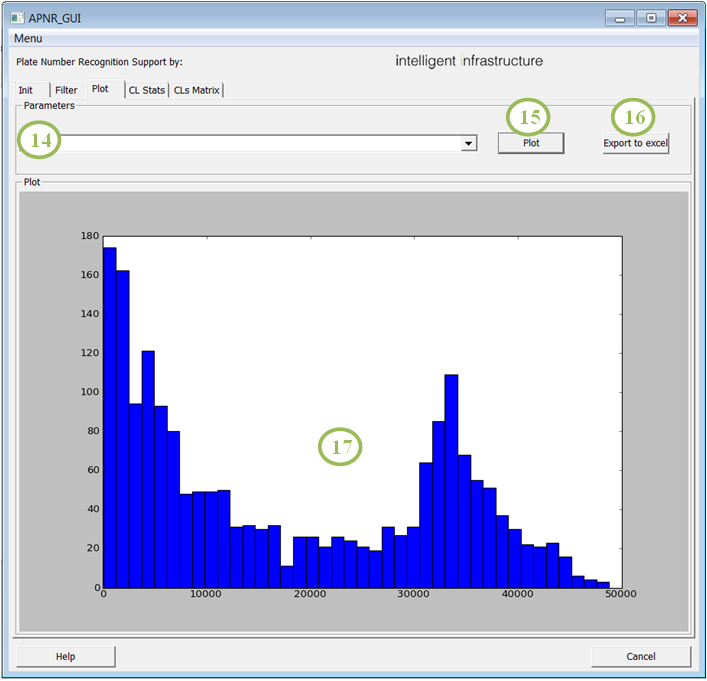 APNR_GUI
Menu
Plate Number Recognition Support by:
intelligent infrastructure
Init Filter Plot CL Stats CLs Matrix
Parameters
14
15
16
Plot
Export to excel
Plot
180
160
140
120
100
80
60
40
20
0
17
0 10000 20000 30000 40000 50000
Help
Cancel